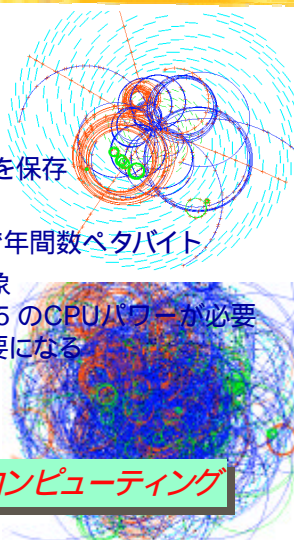 を保存
年間数ペタバイト
象
5 のCPUパワーが必要
要になる
コンピューティング